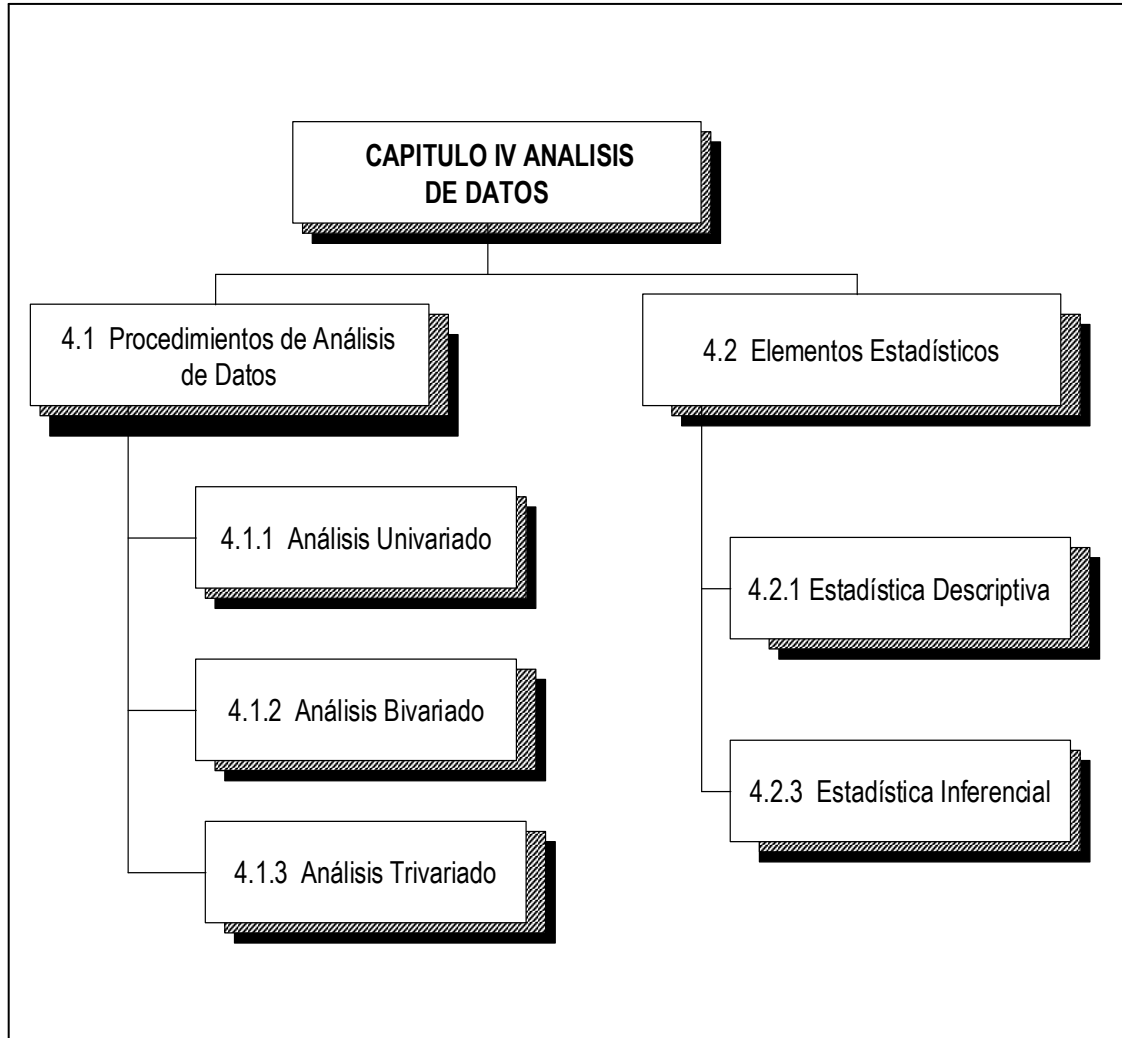 CAPITULO IV ANALISIS
DE DATOS
4.1 Procedimientos de Análisis
de Datos
4.1.1 Análisis Univariado
4.1.2 Análisis Bivariado
4.1.3 Análisis Trivariado
4.2 Elementos Estadísticos
4.2.1 Estadística Descriptiva
4.2.3 Estadística Inferencial